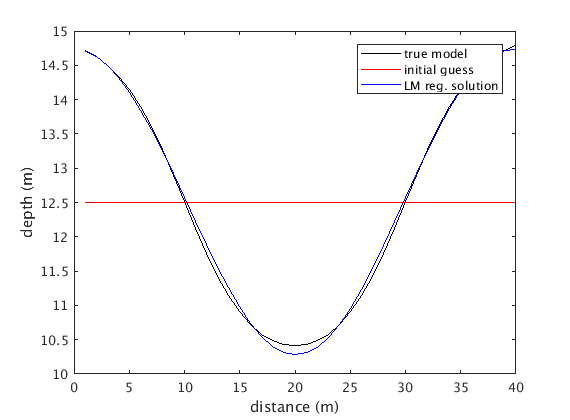 15
14.5
14
13.5
13
12.5
12
11.5
11
10.5
10
depth (m)
0 5 10 15 20 25 30 35 40
distance (m)
true model
initial guess
LM reg. solution